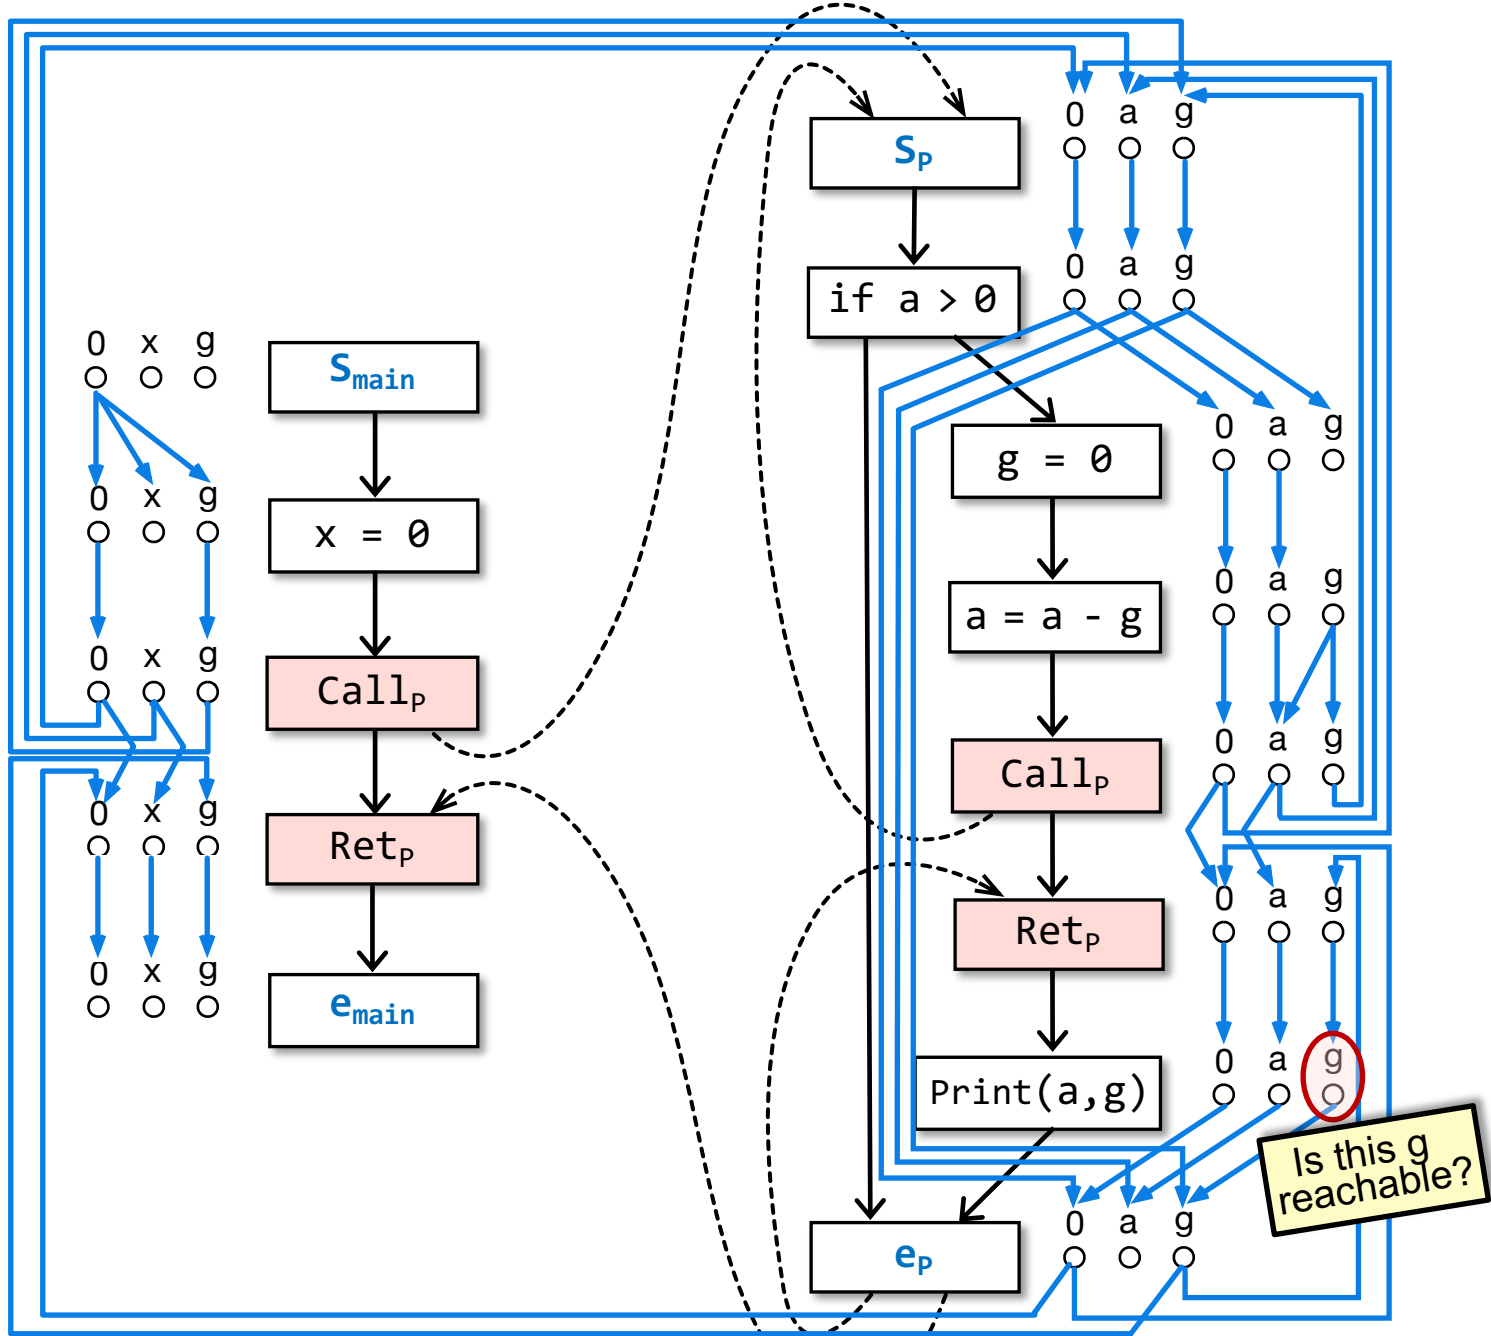 0 a g
S_P
0 a g
if a > 0
0 x g
S_main
0 a g
g = 0
0 x g
x = 0
0 a g
a = a - g
0 x g
Call_P
0 a g
Call_P
0 x g
Ret_P
0 a g
Ret_P
0 x g
e_main
0 a g
Print(a,g)
Is this g
reachable?
0 a g
e_P